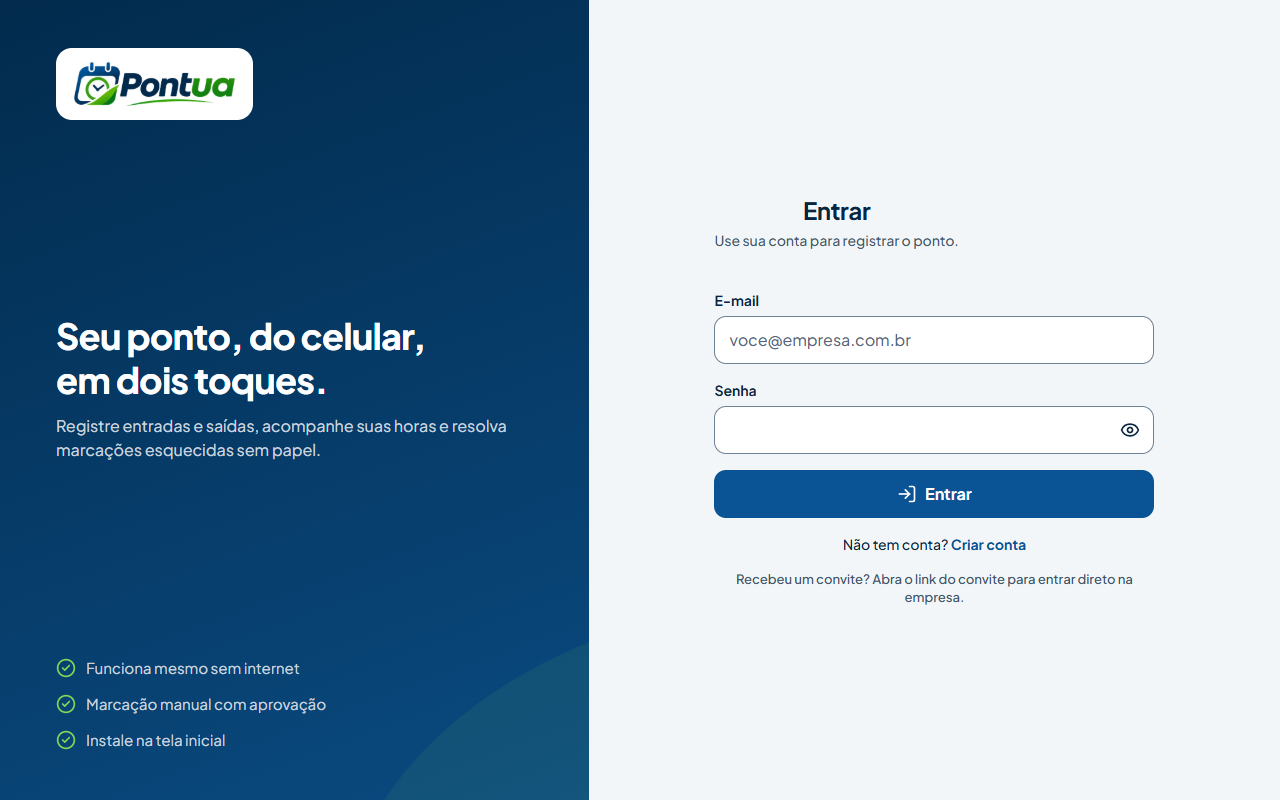 Pontua
Seu ponto, do celular,
em dois toques.
Registre entradas e saídas, acompanhe suas horas e resolva
marcações esquecidas sem papel.
Funciona mesmo sem internet
Marcação manual com aprovação
Instale na tela inicial
Entrar
Use sua conta para registrar o ponto.
E-mail
voce@empresa.com.br
Senha
Entrar
Não tem conta? Criar conta
Recebeu um convite? Abra o link do convite para entrar direto na
empresa.